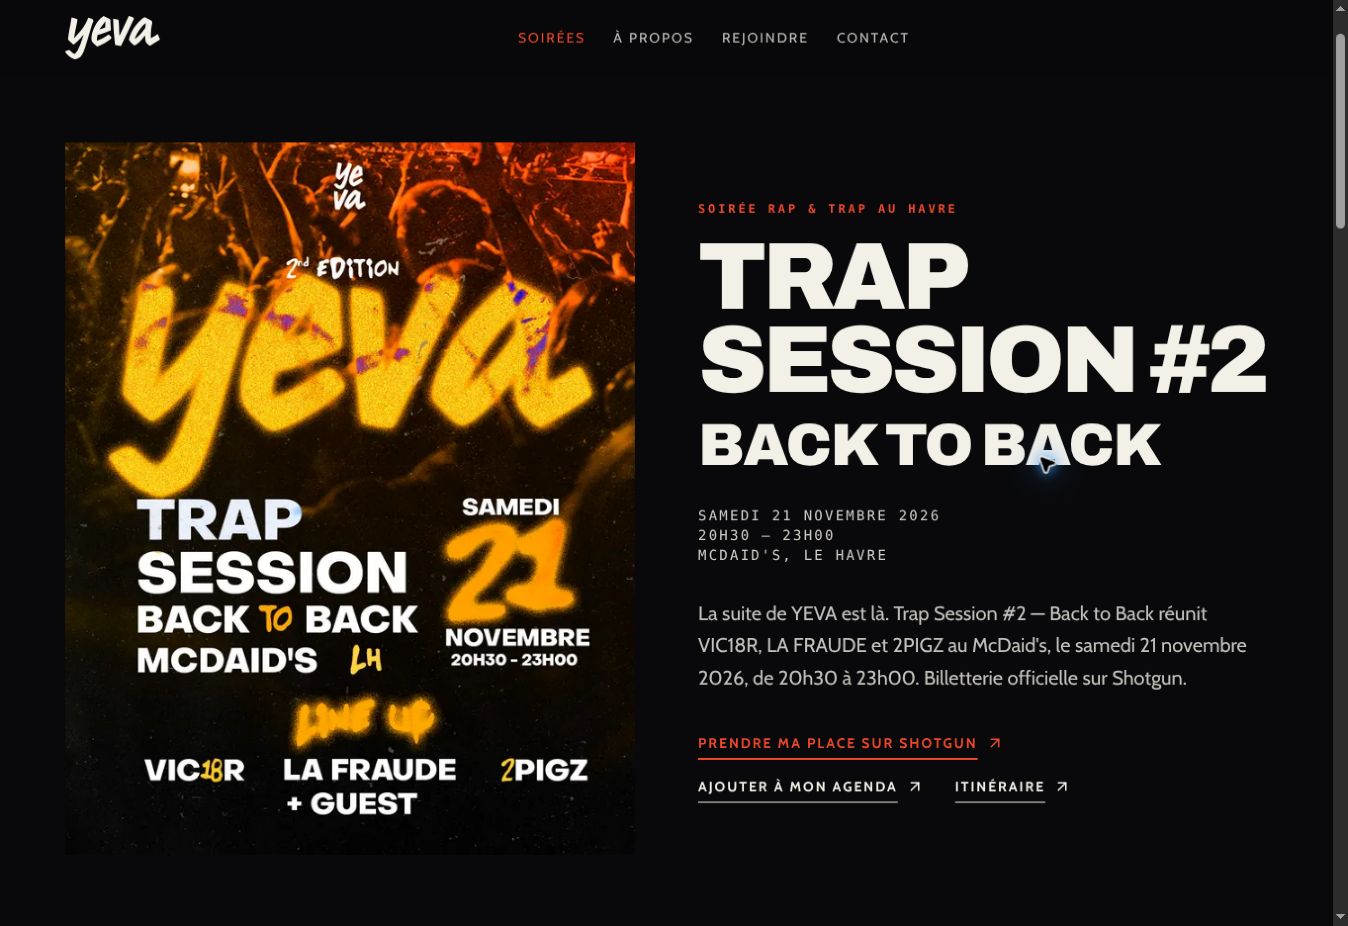 yeva
SOIRÉES
À PROPOS
REJOINDRE
CONTACT
ye
va
2nd EDITION
yeva
TRAP
SESSION
BACK TO BACK
MCDAID'S LH
SAMEDI
21
NOVEMBRE
20H30 - 23H00
LINE UP
VIC18R
LA FRAUDE
+ GUEST
2PIGZ
SOIRÉE RAP & TRAP AU HAVRE
TRAP
SESSION #2
BACK TO BACK
SAMEDI 21 NOVEMBRE 2026
20H30 — 23H00
MCDAID'S, LE HAVRE
La suite de YEVA est là. Trap Session #2 — Back to Back réunit
VIC18R, LA FRAUDE et 2PIGZ au McDaid's, le samedi 21 novembre
2026, de 20h30 à 23h00. Billetterie officielle sur Shotgun.
PRENDRE MA PLACE SUR SHOTGUN
AJOUTER À MON AGENDA
ITINÉRAIRE